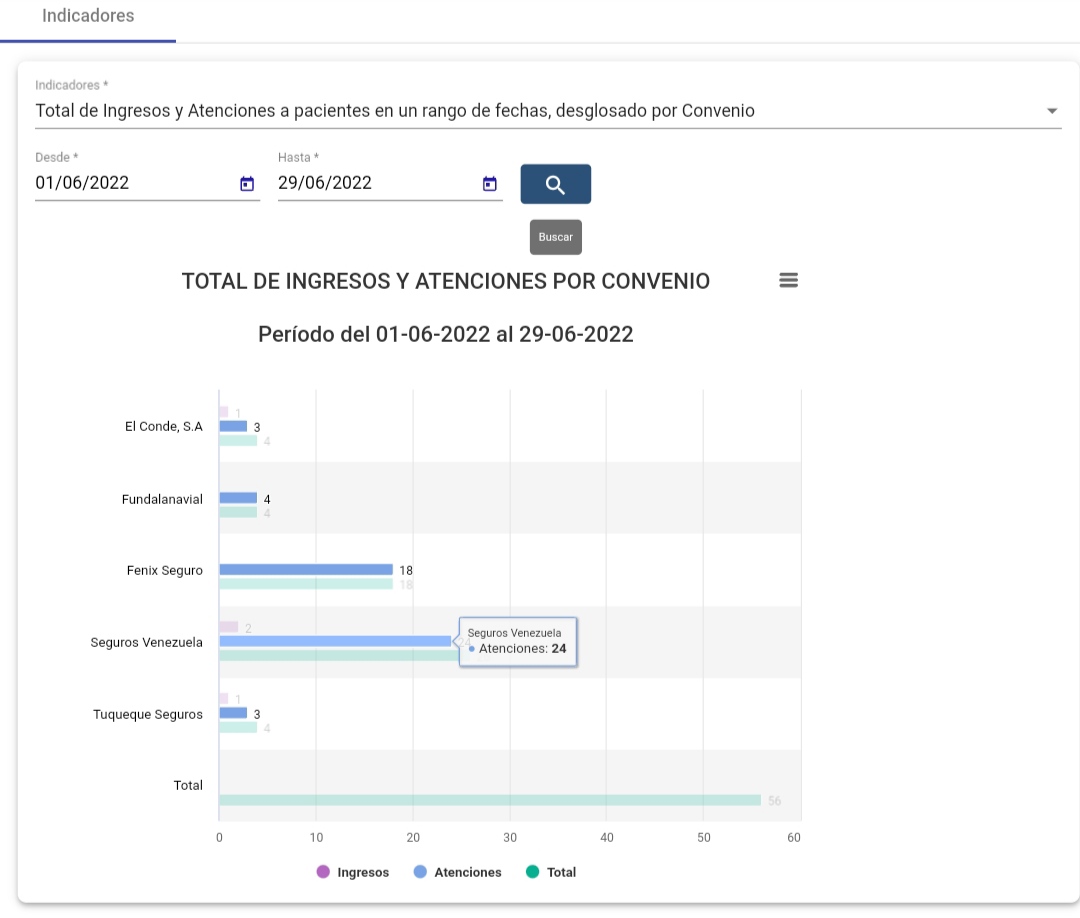 Indicadores
Indicadores *
Total de Ingresos y Atenciones a pacientes en un rango de fechas, desglosado por Convenio
Desde *
Hasta *
01/06/2022
29/06/2022
Buscar
TOTAL DE INGRESOS Y ATENCIONES POR CONVENIO
Período del 01-06-2022 al 29-06-2022
1
El Conde, S.A 3
4
Fundalanavial 4
4
Fenix Seguro 18
18
2
Seguros Venezuela
24
Seguros Venezuela
Atenciones: 24
1
Tuqueque Seguros 3
4
Total
56
0 10 20 30 40 50 60
Ingresos Atenciones Total